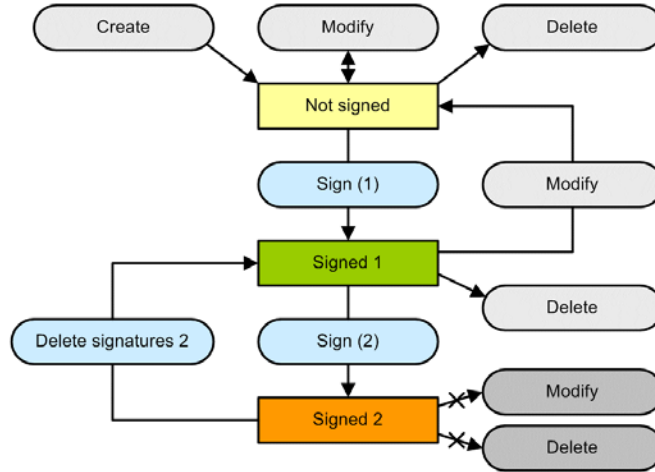 Create
Modify
Delete
Not signed
Sign (1)
Modify
Signed 1
Delete
Delete signatures 2
Sign (2)
Modify
Signed 2
Delete